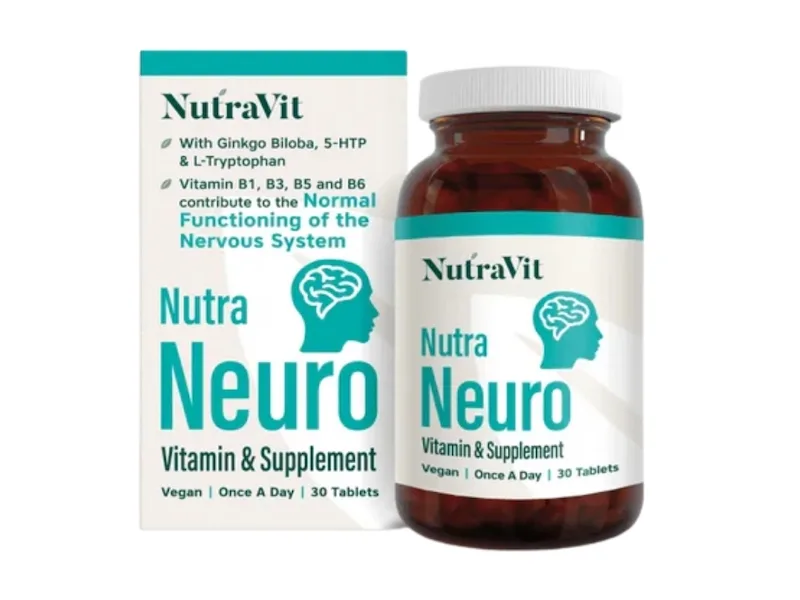 NutraVit
With Ginkgo Biloba, 5-HTP
& L-Tryptophan
Vitamin B1, B3, B5 and B6
contribute to the Normal
Functioning of the
Nervous System
Nutra
Neuro
Vitamin & Supplement
Vegan | Once A Day | 30 Tablets
NutraVit
Nutra
Neuro
Vitamin & Supplement
Vegan | Once A Day | 30 Tablets